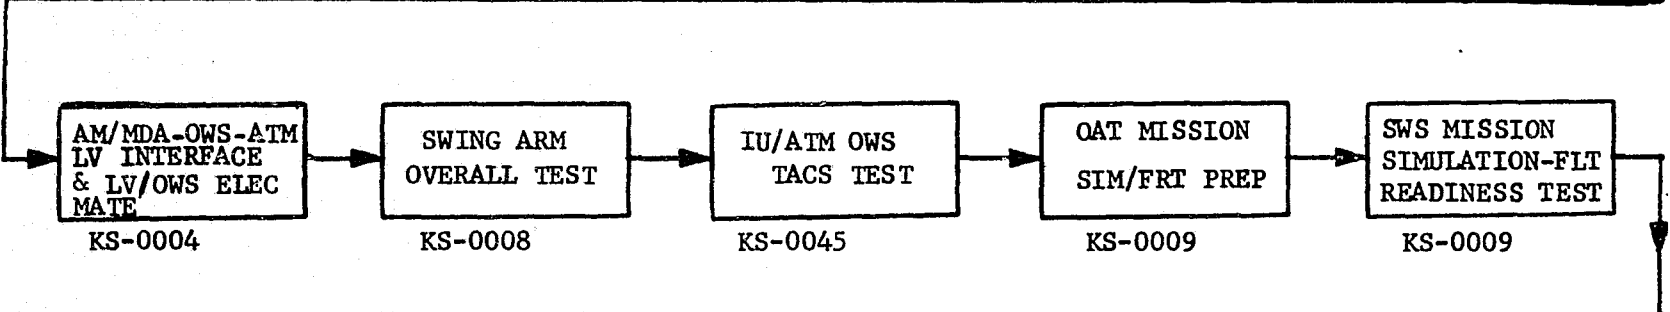 AM/MDA-OWS-ATM
LV INTERFACE
& LV/OWS ELEC
MATE
KS-0004
SWING ARM
OVERALL TEST
KS-0008
IU/ATM OWS
TACS TEST
KS-0045
OAT MISSION
SIM/FRT PREP
KS-0009
SWS MISSION
SIMULATION-FLT
READINESS TEST
KS-0009